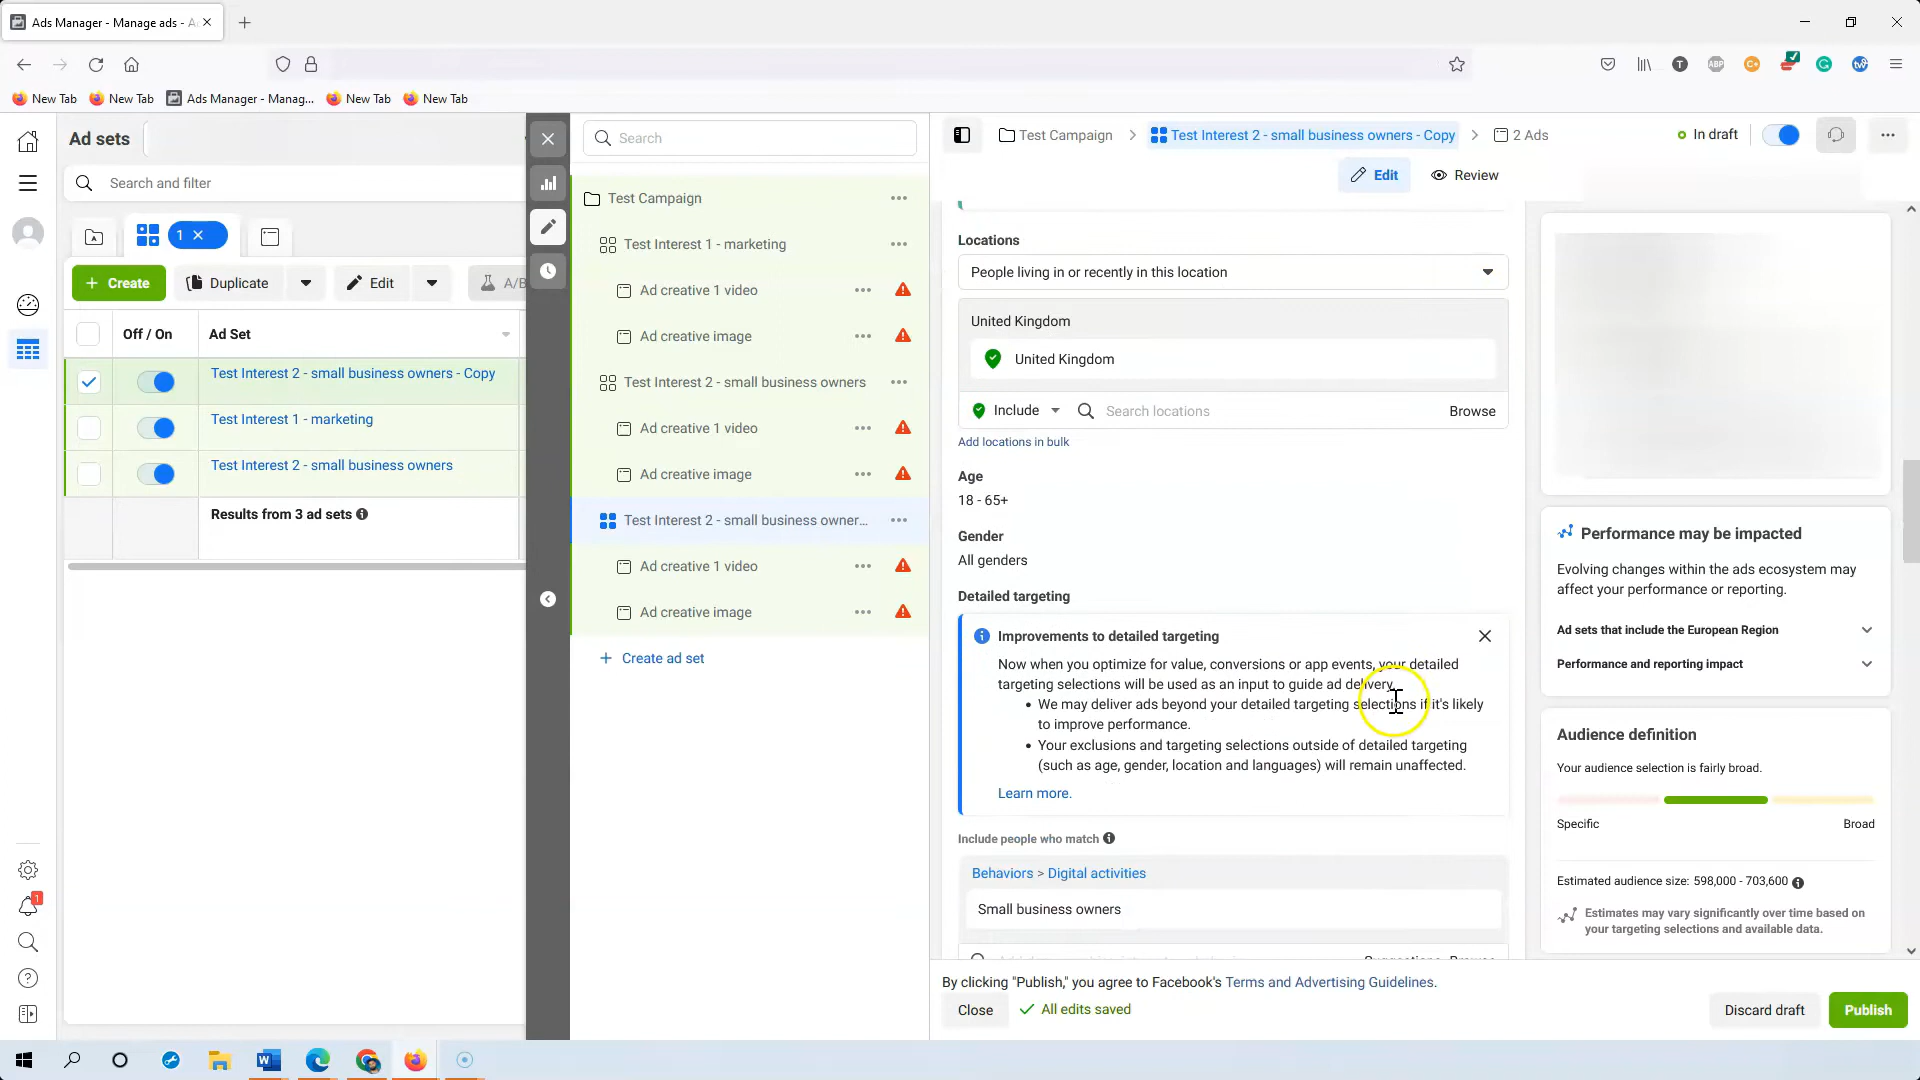 Ads Manager - Manage ads - A
New Tab
New Tab
Ads Manager - Manag...
New Tab
New Tab
T
ABP
Ad sets
Search and filter
1
Create
Duplicate
Edit
A/B
Off / On
Ad Set
Test Interest 2 - small business owners - Copy
Test Interest 1 - marketing
Test Interest 2 - small business owners
Results from 3 ad sets
1
Search
Test Campaign
Test Interest 1 - marketing
Ad creative 1 video
Ad creative image
Test Interest 2 - small business owners
Ad creative 1 video
Ad creative image
Test Interest 2 - small business owner...
Ad creative 1 video
Ad creative image
Create ad set
Test Campaign > Test Interest 2 - small business owners - Copy > 2 Ads
In draft
Edit
Review
Locations
People living in or recently in this location
United Kingdom
United Kingdom
Include
Search locations
Browse
Add locations in bulk
Age
18 - 65+
Gender
All genders
Detailed targeting
Improvements to detailed targeting
Now when you optimize for value, conversions or app events, your detailed
targeting selections will be used as an input to guide ad delivery.
• We may deliver ads beyond your detailed targeting selections if it's likely
to improve performance.
• Your exclusions and targeting selections outside of detailed targeting
(such as age, gender, location and languages) will remain unaffected.
Learn more.
Include people who match
Behaviors > Digital activities
Small business owners
Performance may be impacted
Evolving changes within the ads ecosystem may
affect your performance or reporting.
Ad sets that include the European Region
Performance and reporting impact
Audience definition
Your audience selection is fairly broad.
Specific
Broad
Estimated audience size: 598,000 - 703,600
Estimates may vary significantly over time based on
your targeting selections and available data.
By clicking "Publish," you agree to Facebook's Terms and Advertising Guidelines.
Close
All edits saved
Discard draft
Publish